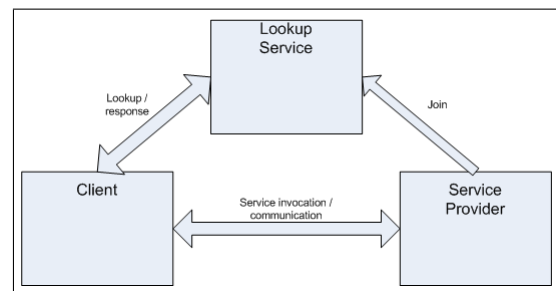 Lookup
Service
Lookup /
response
Join
Client
Service invocation /
communication
Service
Provider